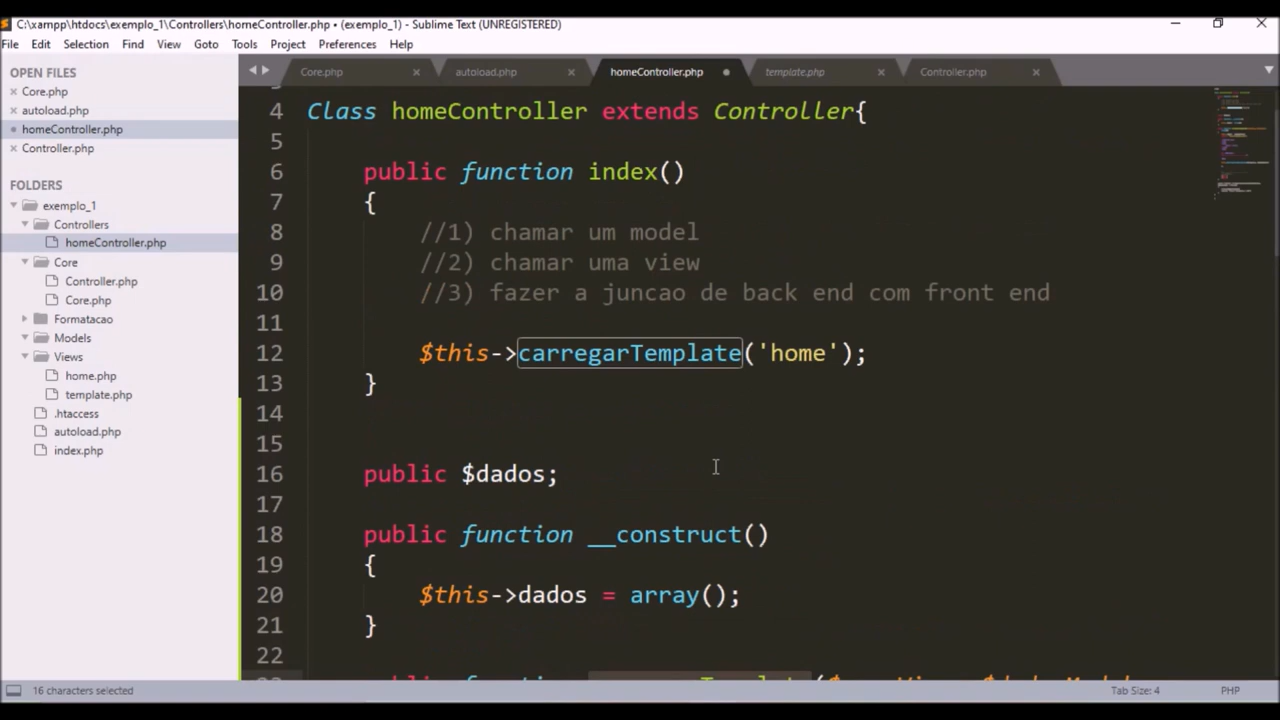 C:\xampp\htdocs\exemplo_1\Controllers\homeController.php • (exemplo_1) - Sublime Text (UNREGISTERED)
File Edit Selection Find View Goto Tools Project Preferences Help
OPEN FILES
Core.php
autoload.php
homeController.php
Controller.php
FOLDERS
exemplo_1
Controllers
homeController.php
Core
Controller.php
Core.php
Formatacao
Models
Views
home.php
template.php
.htaccess
autoload.php
index.php
Core.php autoload.php homeController.php template.php Controller.php
4 Class homeController extends Controller{
5
6 public function index()
7 {
8 //1) chamar um model
9 //2) chamar uma view
10 //3) fazer a juncao de back end com front end
11
12 $this->carregarTemplate('home');
13 }
14
15
16 public $dados;
17
18 public function __construct()
19 {
20 $this->dados = array();
21 }
22
16 characters selected
Tab Size: 4
PHP